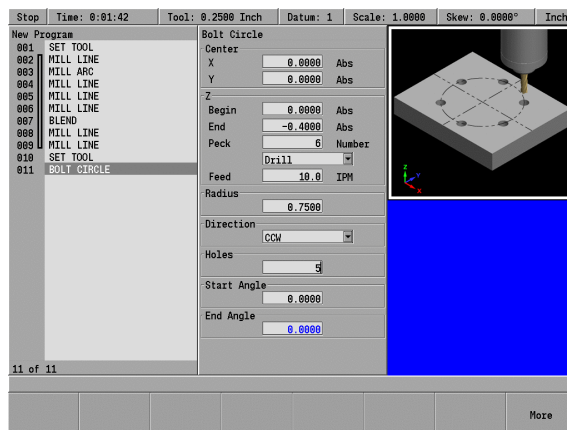 Stop Time: 0:01:42 Tool: 0.2500 Inch Datum: 1 Scale: 1.0000 Skew: 0.0000° Inch
New Program
001 SET TOOL
002 MILL LINE
003 MILL ARC
004 MILL LINE
005 MILL LINE
006 MILL LINE
007 BLEND
008 MILL LINE
009 MILL LINE
010 SET TOOL
011 BOLT CIRCLE
11 of 11
Bolt Circle
Center
X 0.0000 Abs
Y 0.0000 Abs
Z
Begin 0.0000 Abs
End -0.4000 Abs
Peck 6 Number
Drill
Feed 10.0 IPM
Radius
0.7500
Direction
CCW
Holes
5
Start Angle
0.0000
End Angle
0.0000
Z
Y
X
More